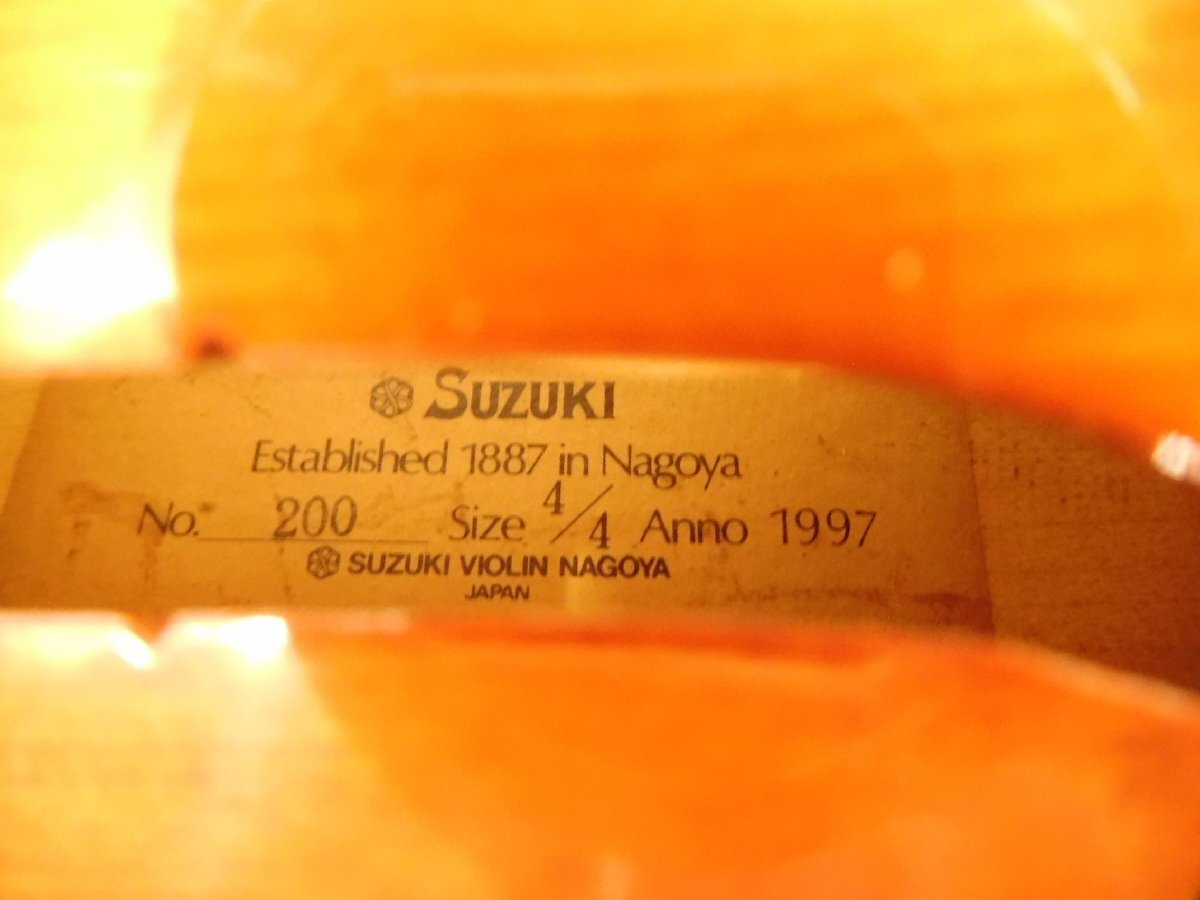 SUZUKI
Established 1887 in Nagoya
No. 200 Size 4/4 Anno 1997
SUZUKI VIOLIN NAGOYA
JAPAN